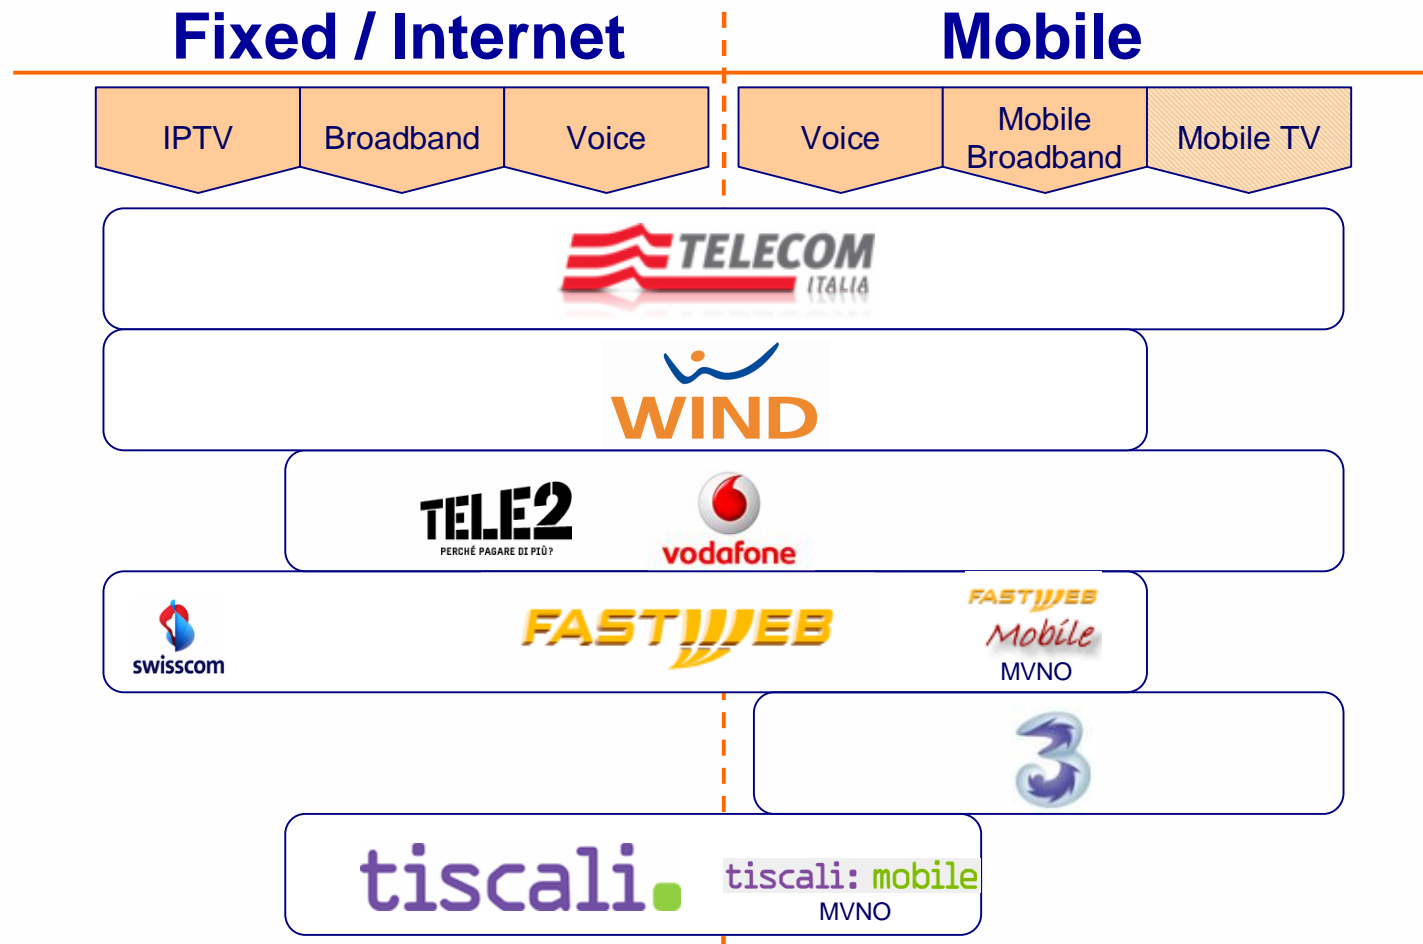 Fixed / Internet
Mobile
IPTV
Broadband
Voice
Voice
Mobile
Broadband
Mobile TV
TELECOM
ITALIA
WIND
TELE2
PERCHÉ PAGARE DI PIÙ?
vodafone
swisscom
FASTWEB
FASTWEB
Mobile
MVNO
3
tiscali.
tiscali: mobile
MVNO